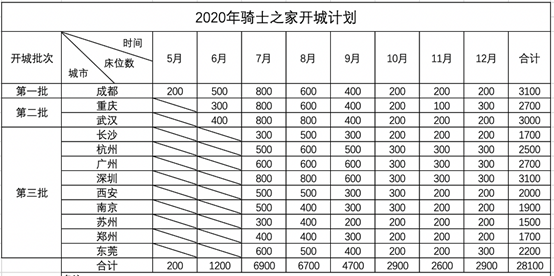 2020年骑士之家开城计划
开城批次 时间 床位数 城市 5月 6月 7月 8月 9月 10月 11月 12月 合计
第一批 成都 200 500 800 600 400 200 200 200 3100
第二批 重庆 300 800 600 400 200 100 300 2700
武汉 400 800 800 400 200 200 200 3000
第三批 长沙 300 500 300 200 200 200 1700
杭州 500 600 500 300 300 300 2500
广州 600 600 600 300 300 300 2700
深圳 800 800 600 300 300 300 3100
西安 500 500 300 300 200 200 2000
南京 500 400 300 300 200 200 1900
苏州 300 400 200 200 200 200 1500
郑州 400 400 300 200 200 200 1700
东莞 600 500 400 200 200 300 2200
合计 200 1200 6900 6700 4700 2900 2600 2900 28100